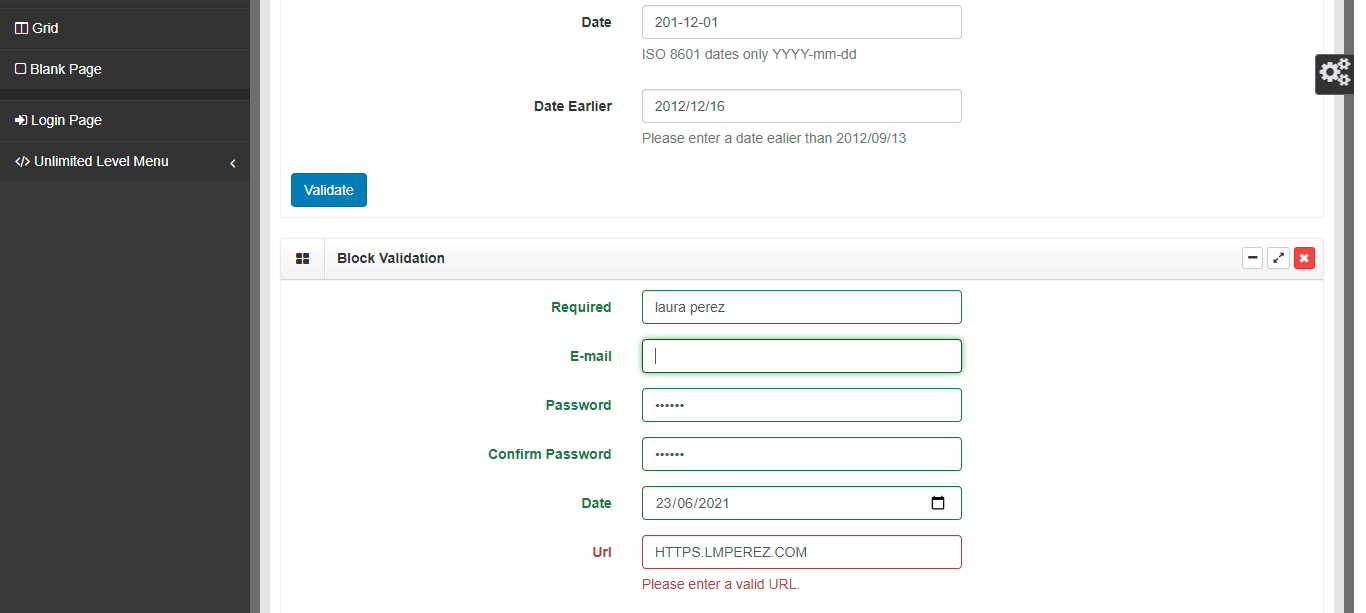 Grid
Blank Page
Login Page
Unlimited Level Menu
Date 201-12-01
ISO 8601 dates only YYYY-mm-dd
Date Earlier 2012/12/16
Please enter a date ealier than 2012/09/13
Validate
Block Validation
Required laura perez
E-mail
Password ••••••
Confirm Password ••••••
Date 23/06/2021
Url HTTPS.LMPEREZ.COM
Please enter a valid URL.